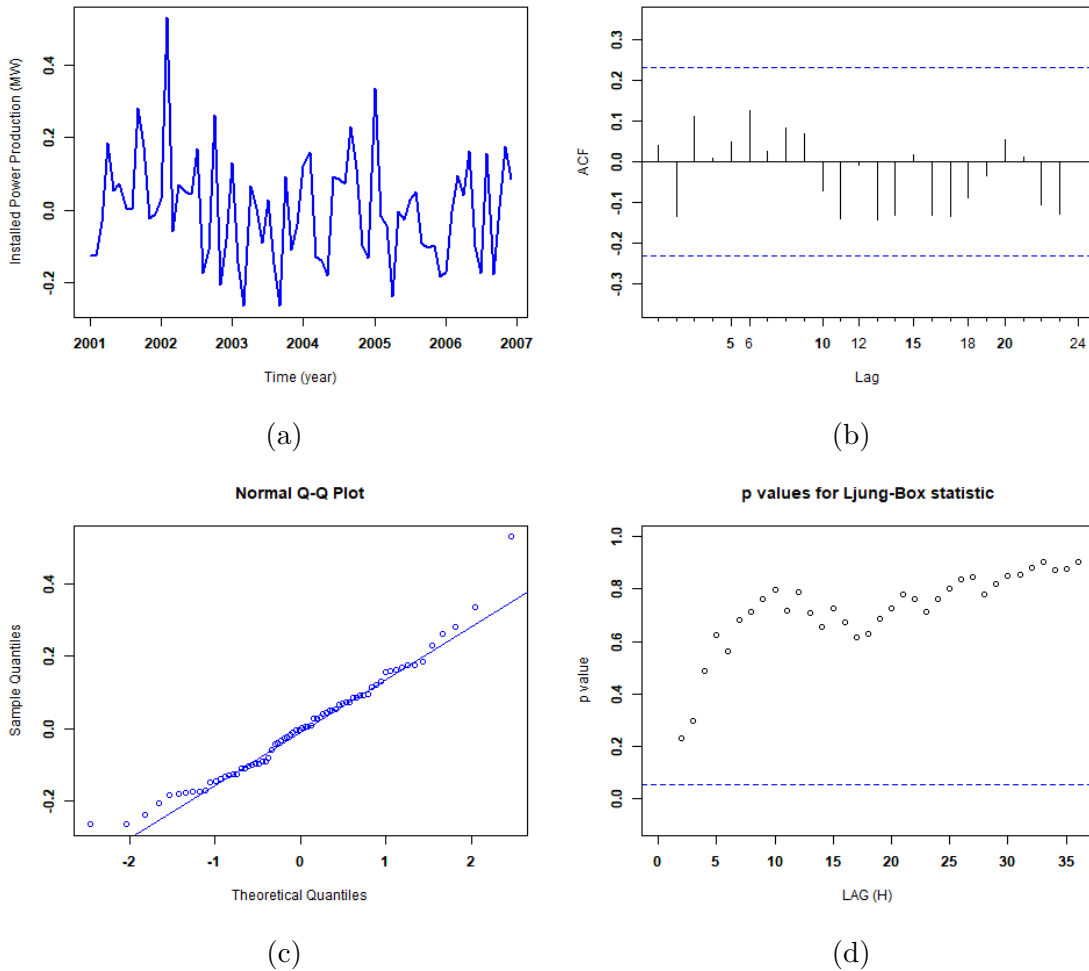 Installed Power Production (MW)
0.4
0.2
0.0
-0.2
2001 2002 2003 2004 2005 2006 2007
Time (year)
(a)
ACF
0.3
0.2
0.1
0.0
-0.1
-0.2
-0.3
5 6 10 12 15 18 20 24
Lag
(b)
Normal Q-Q Plot
Sample Quantiles
0.4
0.2
0.0
-0.2
-2 -1 0 1 2
Theoretical Quantiles
(c)
p values for Ljung-Box statistic
p value
1.0
0.8
0.6
0.4
0.2
0.0
0 5 10 15 20 25 30 35
LAG (H)
(d)